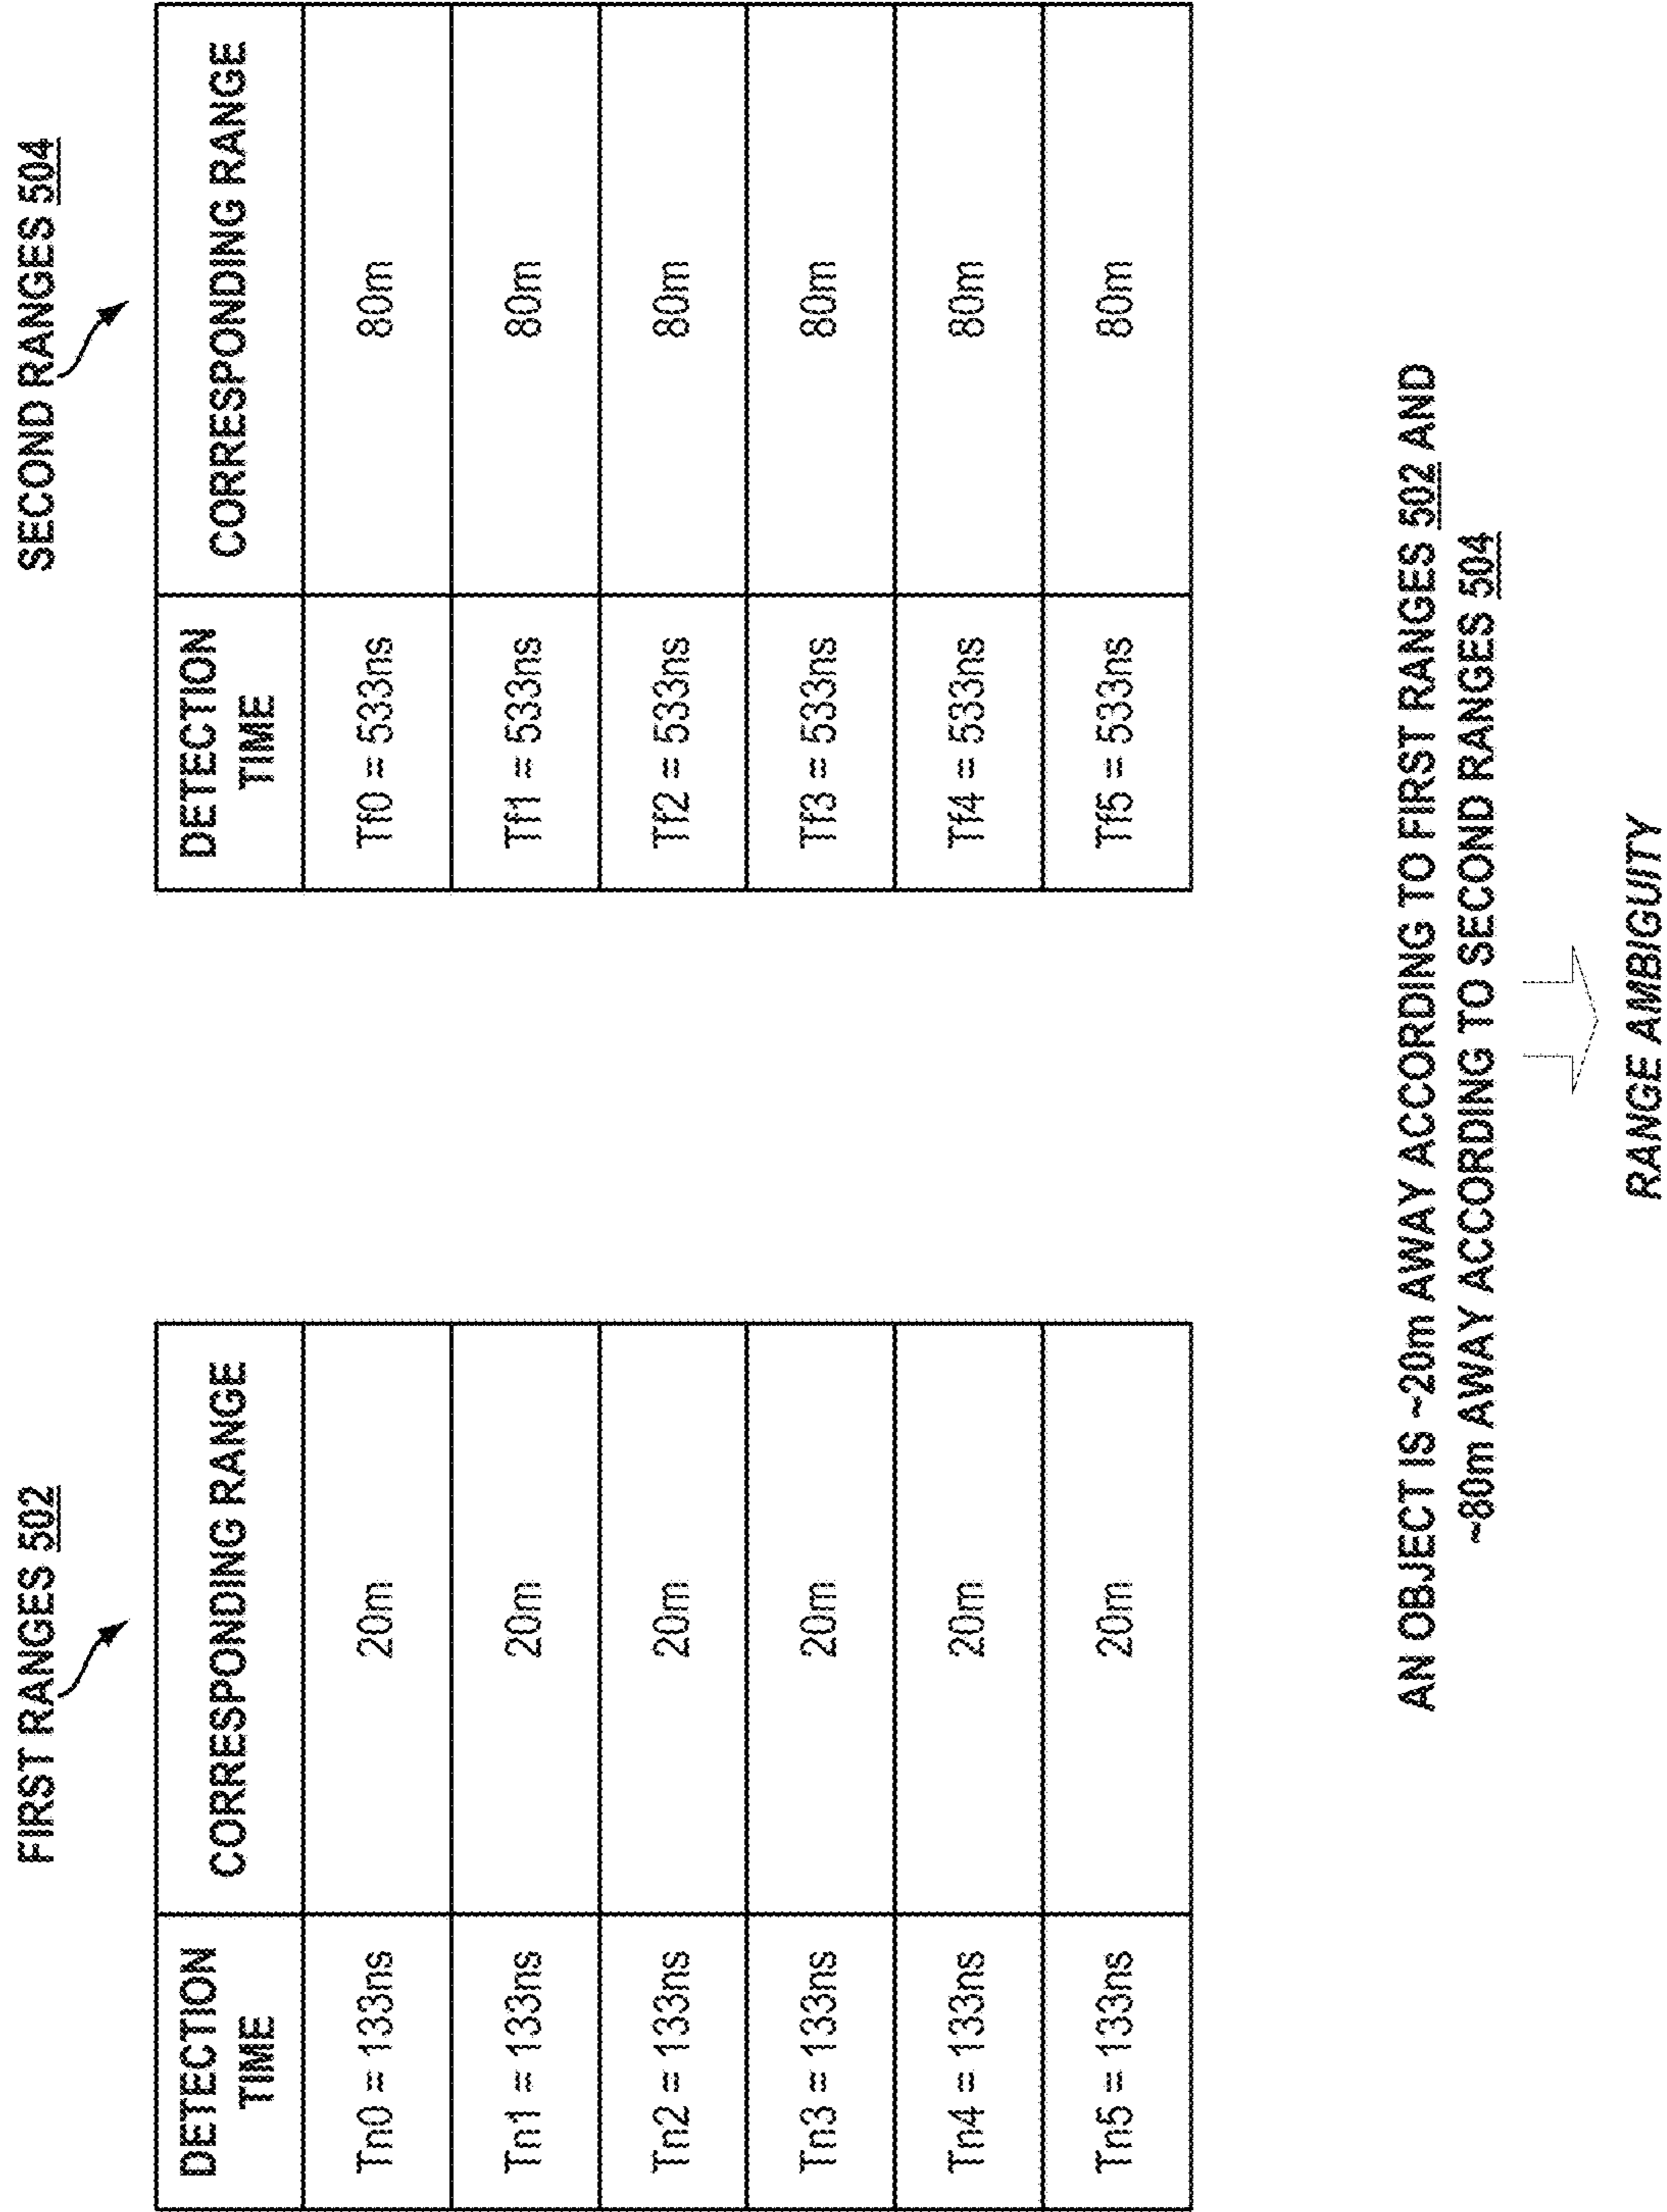 FIRST RANGES 502
DETECTION TIME CORRESPONDING RANGE
Tn0 = 133ns 20m
Tn1 = 133ns 20m
Tn2 = 133ns 20m
Tn3 = 133ns 20m
Tn4 = 133ns 20m
Tn5 = 133ns 20m
SECOND RANGES 504
DETECTION TIME CORRESPONDING RANGE
Tf0 = 533ns 80m
Tf1 = 533ns 80m
Tf2 = 533ns 80m
Tf3 = 533ns 80m
Tf4 = 533ns 80m
Tf5 = 533ns 80m
AN OBJECT IS ~20m AWAY ACCORDING TO FIRST RANGES 502 AND
~80m AWAY ACCORDING TO SECOND RANGES 504
RANGE AMBIGUITY